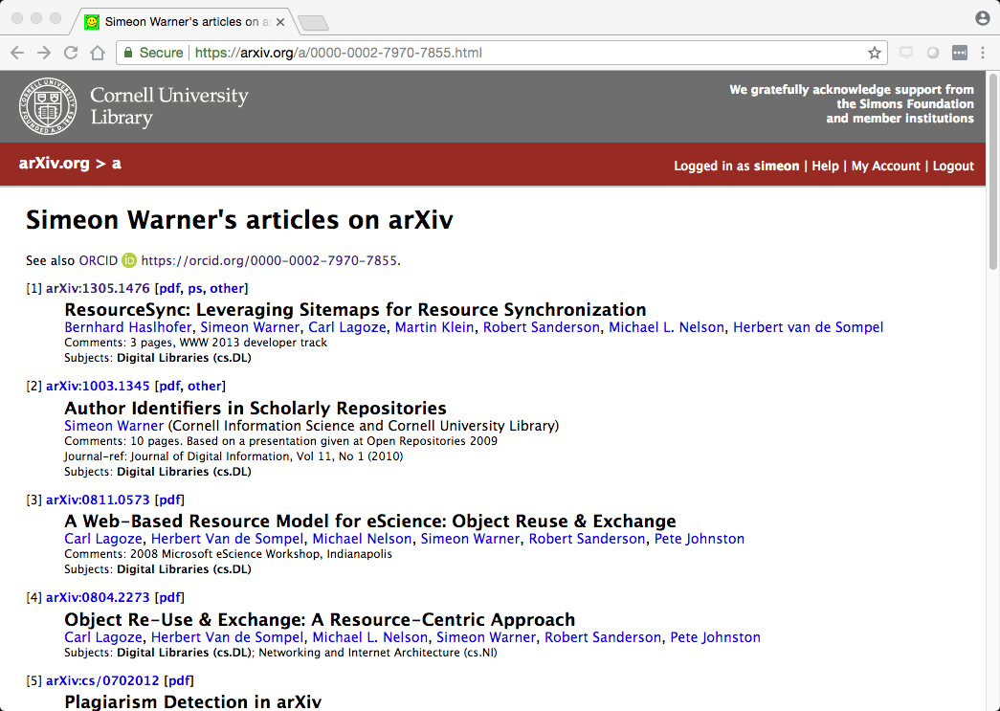 Simeon Warner's articles on a
Secure https://arxiv.org/a/0000-0002-7970-7855.html
Cornell University
Library
We gratefully acknowledge support from
the Simons Foundation
and member institutions
arXiv.org > a
Logged in as simeon | Help | My Account | Logout
Simeon Warner's articles on arXiv
See also ORCID iD https://orcid.org/0000-0002-7970-7855.
[1] arXiv:1305.1476 [pdf, ps, other]
ResourceSync: Leveraging Sitemaps for Resource Synchronization
Bernhard Haslhofer, Simeon Warner, Carl Lagoze, Martin Klein, Robert Sanderson, Michael L. Nelson, Herbert van de Sompel
Comments: 3 pages, WWW 2013 developer track
Subjects: Digital Libraries (cs.DL)
[2] arXiv:1003.1345 [pdf, other]
Author Identifiers in Scholarly Repositories
Simeon Warner (Cornell Information Science and Cornell University Library)
Comments: 10 pages. Based on a presentation given at Open Repositories 2009
Journal-ref: Journal of Digital Information, Vol 11, No 1 (2010)
Subjects: Digital Libraries (cs.DL)
[3] arXiv:0811.0573 [pdf]
A Web-Based Resource Model for eScience: Object Reuse & Exchange
Carl Lagoze, Herbert Van de Sompel, Michael Nelson, Simeon Warner, Robert Sanderson, Pete Johnston
Comments: 2008 Microsoft eScience Workshop, Indianapolis
Subjects: Digital Libraries (cs.DL)
[4] arXiv:0804.2273 [pdf]
Object Re-Use & Exchange: A Resource-Centric Approach
Carl Lagoze, Herbert Van de Sompel, Michael L. Nelson, Simeon Warner, Robert Sanderson, Pete Johnston
Subjects: Digital Libraries (cs.DL); Networking and Internet Architecture (cs.NI)
[5] arXiv:cs/0702012 [pdf]
Plagiarism Detection in arXiv